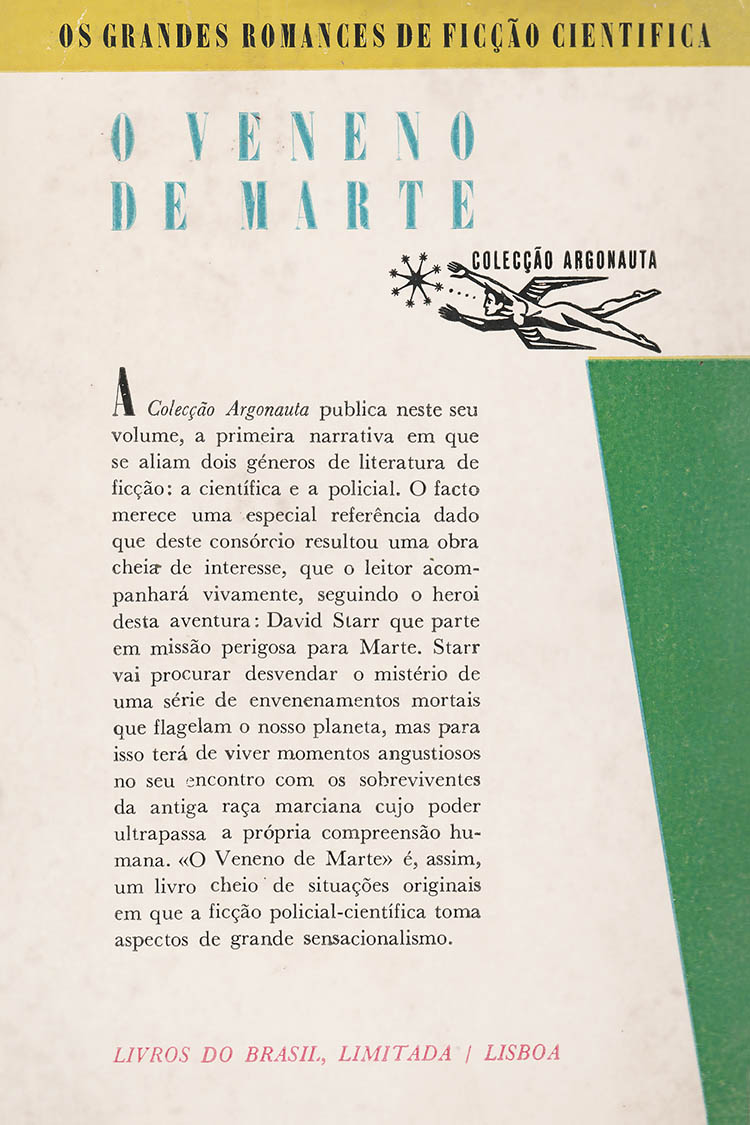 OS GRANDES ROMANCES DE FICÇÃO CIENTIFICA
O VENENO
DE MARTE
COLECÇÃO ARGONAUTA
A Colecção Argonauta publica neste seu
volume, a primeira narrativa em que
se aliam dois géneros de literatura de
ficção: a científica e a policial. O facto
merece uma especial referência dado
que deste consórcio resultou uma obra
cheia de interesse, que o leitor acom-
panhará vivamente, seguindo o heroi
desta aventura: David Starr que parte
em missão perigosa para Marte. Starr
vai procurar desvendar o mistério de
uma série de envenenamentos mortais
que flagelam o nosso planeta, mas para
isso terá de viver momentos angustiosos
no seu encontro com os sobreviventes
da antiga raça marciana cujo poder
ultrapassa a própria compreensão hu-
mana. «O Veneno de Marte» é, assim,
um livro cheio de situações originais
em que a ficção policial-científica toma
aspectos de grande sensacionalismo.
LIVROS DO BRASIL, LIMITADA / LISBOA